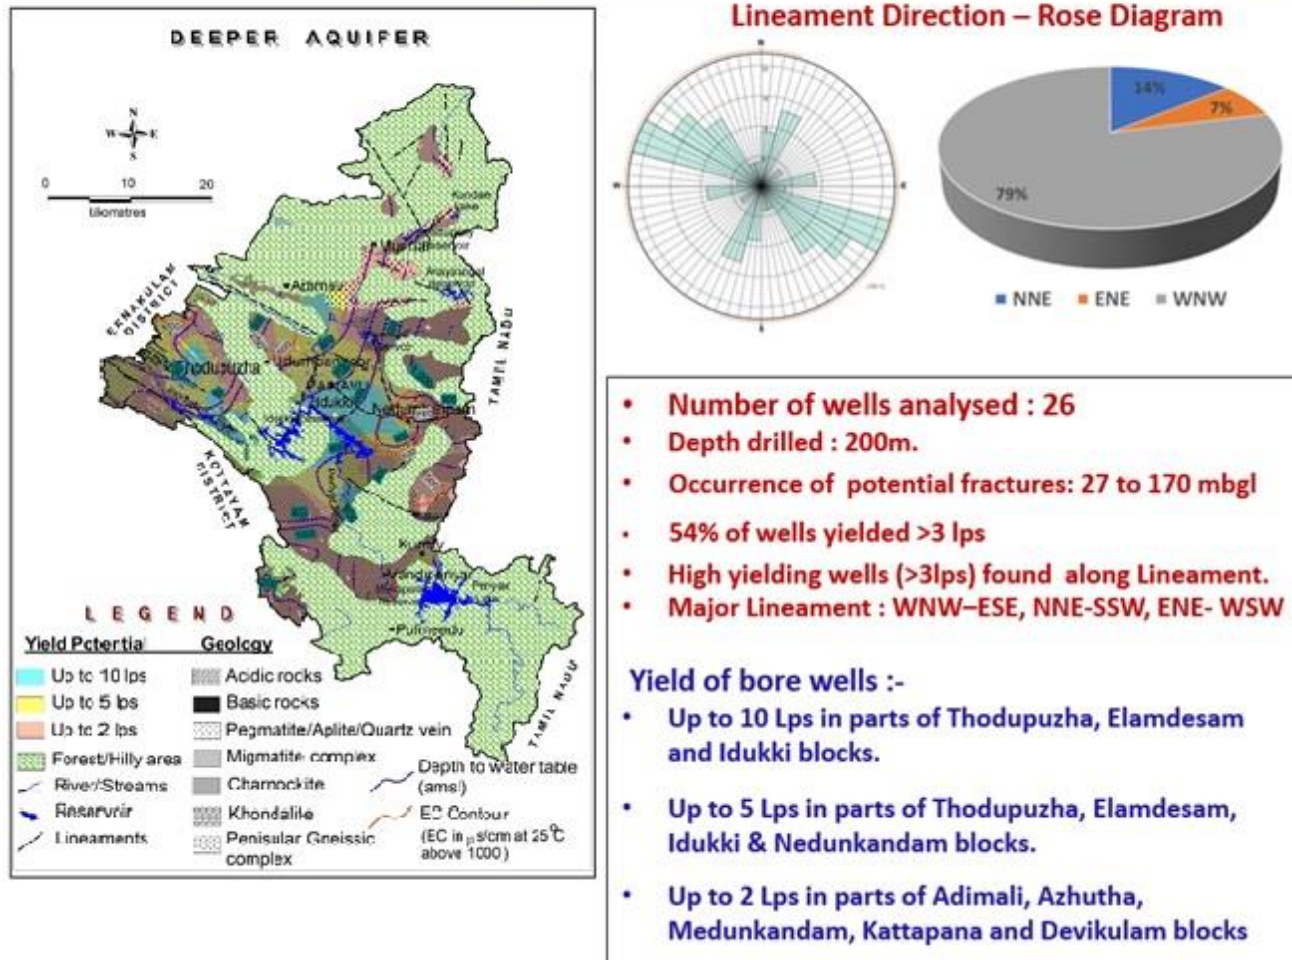 DEEPER AQUIFER
N
W E
S
0 10 20
kilometres
ERNAKULAM DISTRICT
KOTTAYAM DISTRICT
TAMIL NADU
TAMIL NADU
Adimali
Thodupuzha
Idukki
Kumily
LEGEND
Yield Potential
Up to 10 lps
Up to 5 lps
Up to 2 lps
Forest/Hilly area
River/Streams
Reservoir
Lineaments
Geology
Acidic rocks
Basic rocks
Pegmatite/Aplite/Quartz vein
Migmatite complex
Charnockite
Khondalite
Penisular Gneissic
complex
Depth to water table
(amsl)
EC Contour
(EC in µs/cm at 25°C
above 1000)
Lineament Direction – Rose Diagram
14%
7%
79%
NNE ENE WNW
• Number of wells analysed : 26
• Depth drilled : 200m.
• Occurrence of potential fractures: 27 to 170 mbgl
• 54% of wells yielded >3 lps
• High yielding wells (>3lps) found along Lineament.
• Major Lineament : WNW–ESE, NNE-SSW, ENE- WSW
Yield of bore wells :-
• Up to 10 Lps in parts of Thodupuzha, Elamdesam
and Idukki blocks.
• Up to 5 Lps in parts of Thodupuzha, Elamdesam,
Idukki & Nedunkandam blocks.
• Up to 2 Lps in parts of Adimali, Azhutha,
Medunkandam, Kattapana and Devikulam blocks